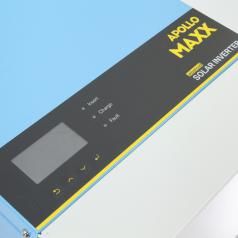 APOLLO
MAXX
SOLAR INVERTER
Invert
Charge
Fault